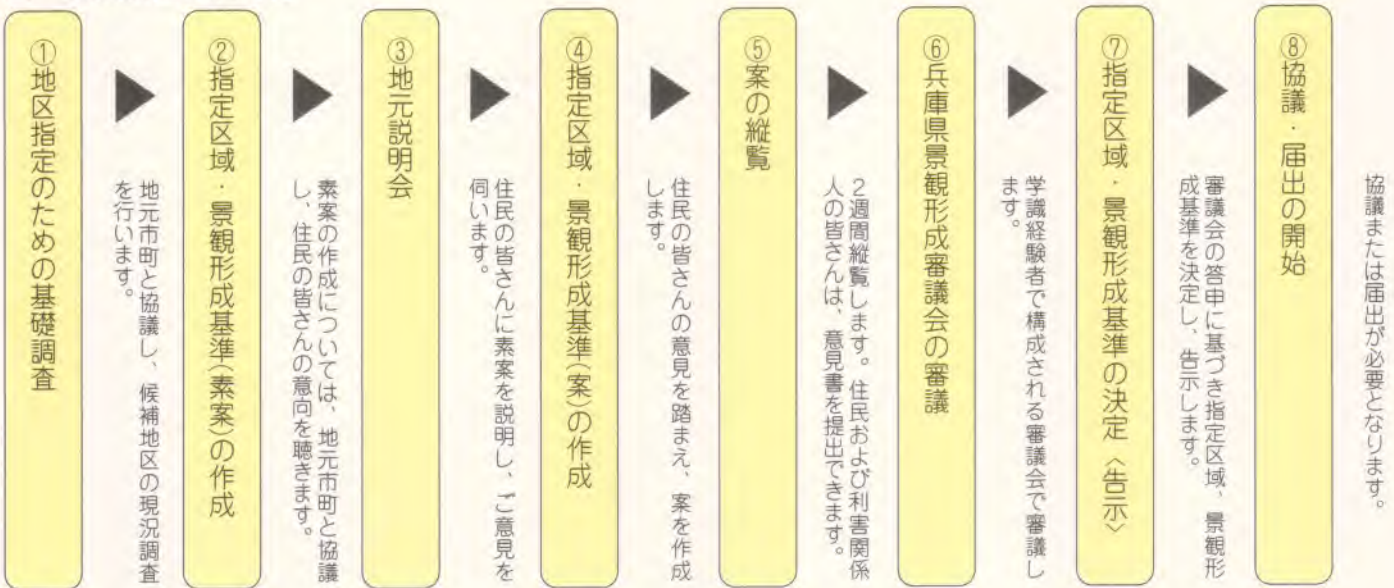 ①地区指定のための基礎調査
地元市町と協議し、候補地区の現況調査
を行います。
②指定区域・景観形成基準(素案)の作成
素案の作成については、地元市町と協議
し、住民の皆さんの意向を聴きます。
③地元説明会
住民の皆さんに素案を説明し、ご意見を
伺います。
④指定区域・景観形成基準(案)の作成
住民の皆さんの意見を踏まえ、案を作成
します。
⑤案の縦覧
2週間縦覧します。住民および利害関係
人の皆さんは、意見書を提出できます。
⑥兵庫県景観形成審議会の審議
学識経験者で構成される審議会で審議し
ます。
⑦指定区域・景観形成基準の決定〈告示〉
審議会の答申に基づき指定区域、景観形
成基準を決定し、告示します。
⑧協議・届出の開始
協議または届出が必要となります。